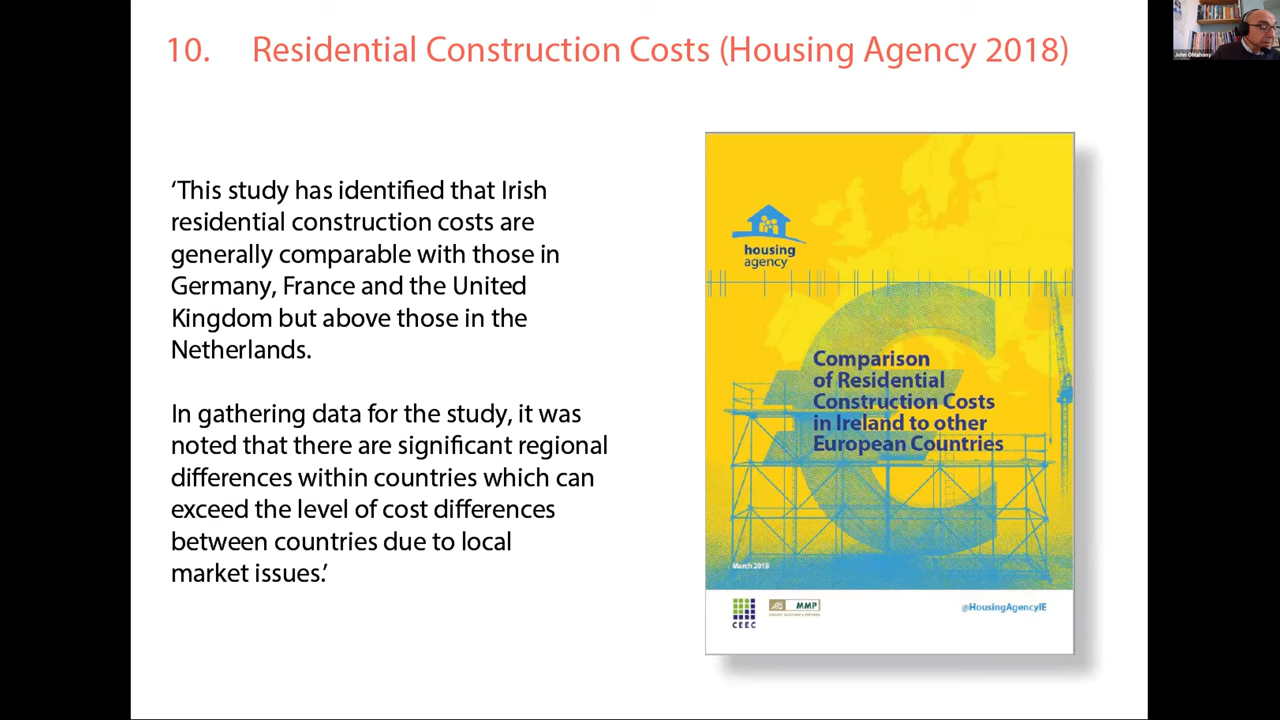 10. Residential Construction Costs (Housing Agency 2018)
John OMahony
‘This study has identified that Irish
residential construction costs are
generally comparable with those in
Germany, France and the United
Kingdom but above those in the
Netherlands.
In gathering data for the study, it was
noted that there are significant regional
differences within countries which can
exceed the level of cost differences
between countries due to local
market issues.’
housing
agency
Comparison
of Residential
Construction Costs
in Ireland to other
European Countries
March 2018
CEEC
MMP
@HousingAgencyIE